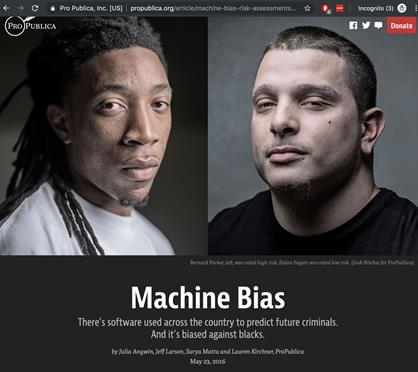 Pro Publica, Inc. [US] | propublica.org/article/machine-bias-risk-assessments... Incognito (3)
PRO PUBLICA Donate
Bernard Parker, left, was rated high risk; Dylan Fugett was rated low risk. (Josh Ritchie for ProPublica)
Machine Bias
There's software used across the country to predict future criminals.
And it's biased against blacks.
by Julia Angwin, Jeff Larson, Surya Mattu and Lauren Kirchner, ProPublica
May 23, 2016